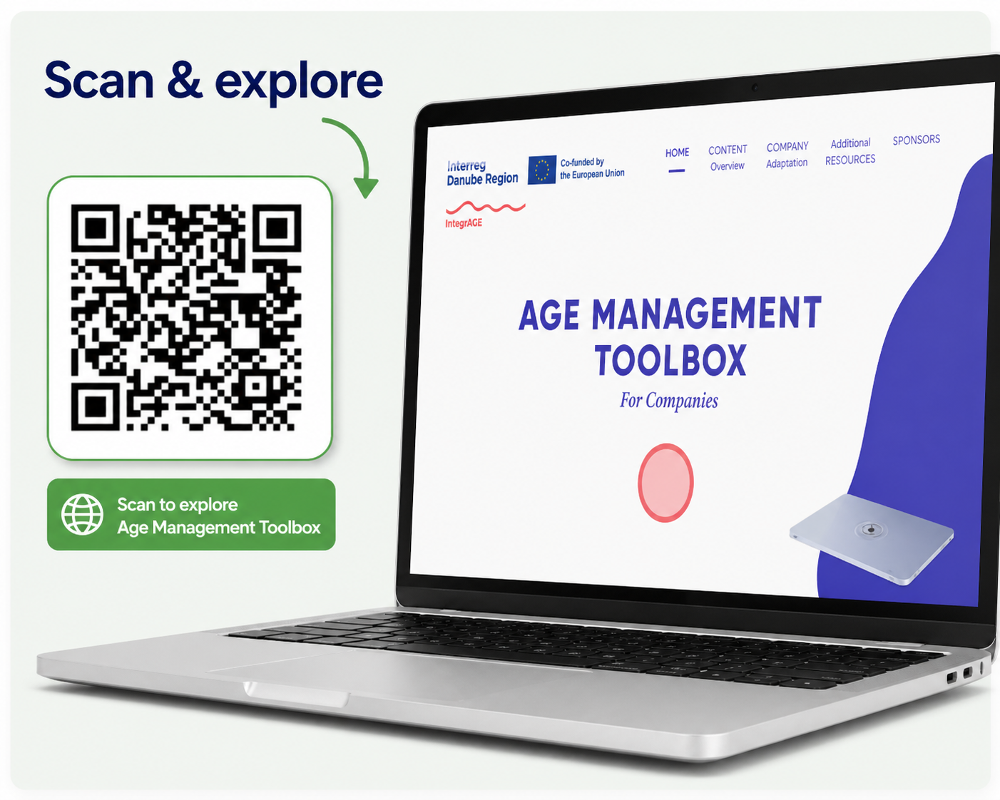 Scan & explore
Scan to explore
Age Management Toolbox
Interreg
Danube Region
Co-funded by
the European Union
IntegrAGE
HOME
CONTENT
Overview
COMPANY
Adaptation
Additional
RESOURCES
SPONSORS
AGE MANAGEMENT
TOOLBOX
For Companies